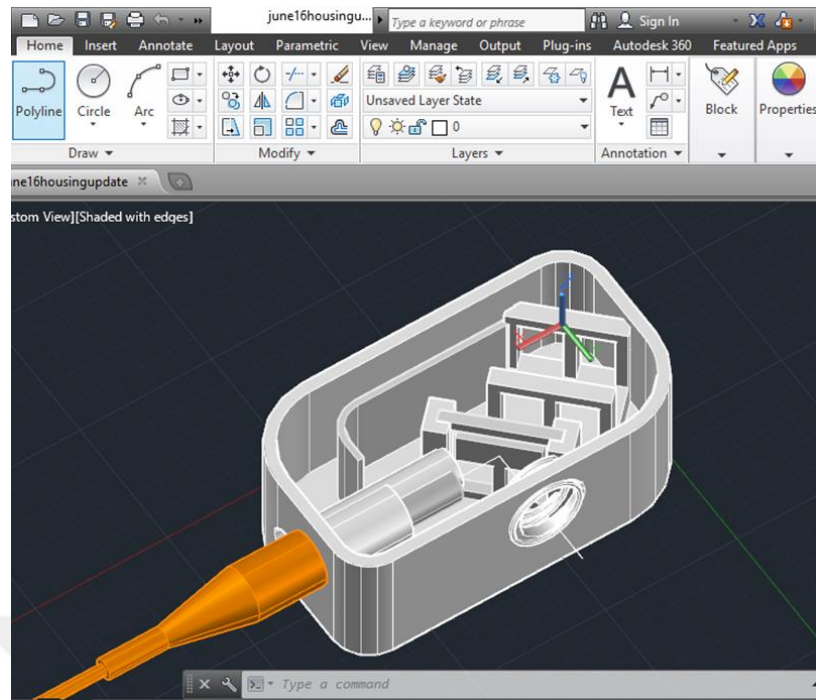 june16housingu...
Type a keyword or phrase
Sign In
Home Insert Annotate Layout Parametric View Manage Output Plug-ins Autodesk 360 Featured Apps
Polyline Circle Arc
Unsaved Layer State
0
Text
Block
Properties
Draw Modify Layers Annotation
ne16housingupdate
stom View][Shaded with edges]
Type a command